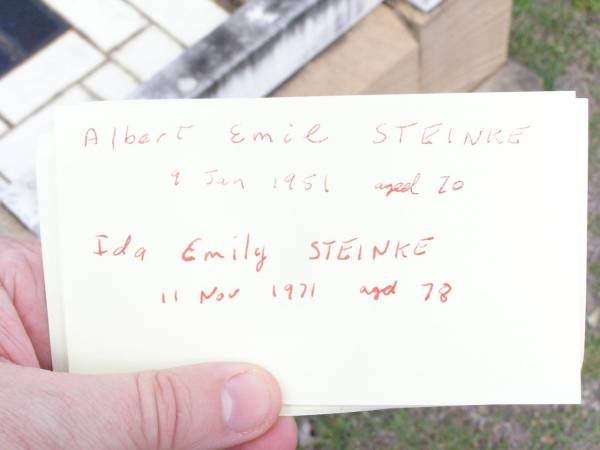 Albert Emil STEINKE
9 Jan 1951 aged 70
Ida Emily STEINKE
11 Nov 1971 aged 78